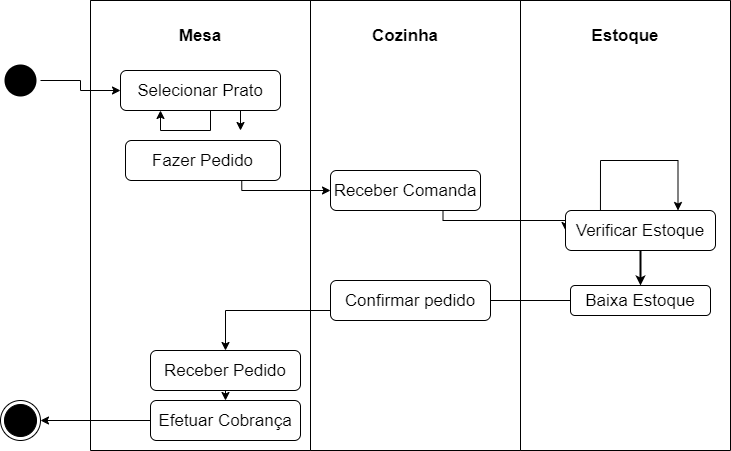 Mesa
Cozinha
Estoque
Selecionar Prato
Fazer Pedido
Receber Comanda
Verificar Estoque
Baixa Estoque
Confirmar pedido
Receber Pedido
Efetuar Cobrança